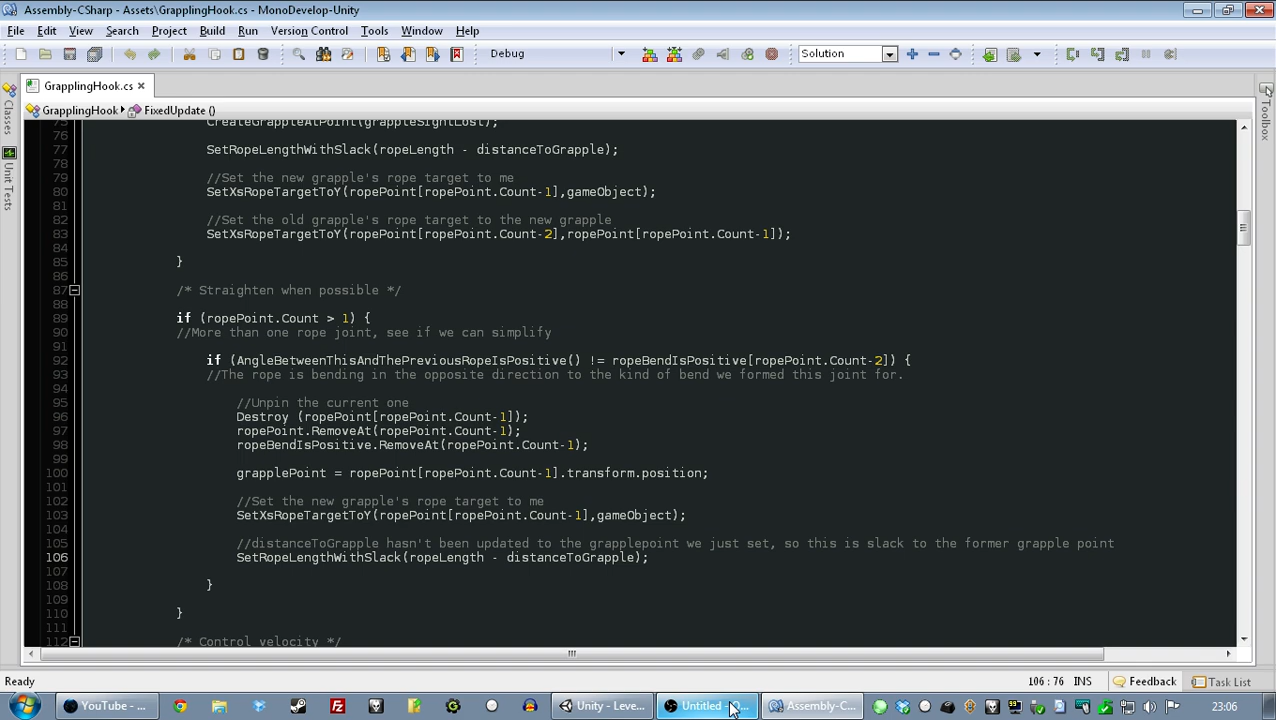 Assembly-CSharp - Assets\GrapplingHook.cs - MonoDevelop-Unity
File Edit View Search Project Build Run Version Control Tools Window Help
Debug Solution
GrapplingHook.cs
GrapplingHook FixedUpdate ()
Classes
Unit Tests
Toolbox
75 CreateGrappleAtPoint(grappleSightLost);
76
77 SetRopeLengthWithSlack(ropeLength - distanceToGrapple);
78
79 //Set the new grapple's rope target to me
80 SetXsRopeTargetToY(ropePoint[ropePoint.Count-1],gameObject);
81
82 //Set the old grapple's rope target to the new grapple
83 SetXsRopeTargetToY(ropePoint[ropePoint.Count-2],ropePoint[ropePoint.Count-1]);
84
85 }
86
87 /* Straighten when possible */
88
89 if (ropePoint.Count > 1) {
90 //More than one rope joint, see if we can simplify
91
92 if (AngleBetweenThisAndThePreviousRopeIsPositive() != ropeBendIsPositive[ropePoint.Count-2]) {
93 //The rope is bending in the opposite direction to the kind of bend we formed this joint for.
94
95 //Unpin the current one
96 Destroy (ropePoint[ropePoint.Count-1]);
97 ropePoint.RemoveAt(ropePoint.Count-1);
98 ropeBendIsPositive.RemoveAt(ropePoint.Count-1);
99
100 grapplePoint = ropePoint[ropePoint.Count-1].transform.position;
101
102 //Set the new grapple's rope target to me
103 SetXsRopeTargetToY(ropePoint[ropePoint.Count-1],gameObject);
104
105 //distanceToGrapple hasn't been updated to the grapplepoint we just set, so this is slack to the former grapple point
106 SetRopeLengthWithSlack(ropeLength - distanceToGrapple);
107
108 }
109
110 }
111
112 /* Control velocity */
Ready 106 : 76 INS Feedback Task List
YouTube - ... Unity - Leve... Untitled - ... Assembly-C... 23:06